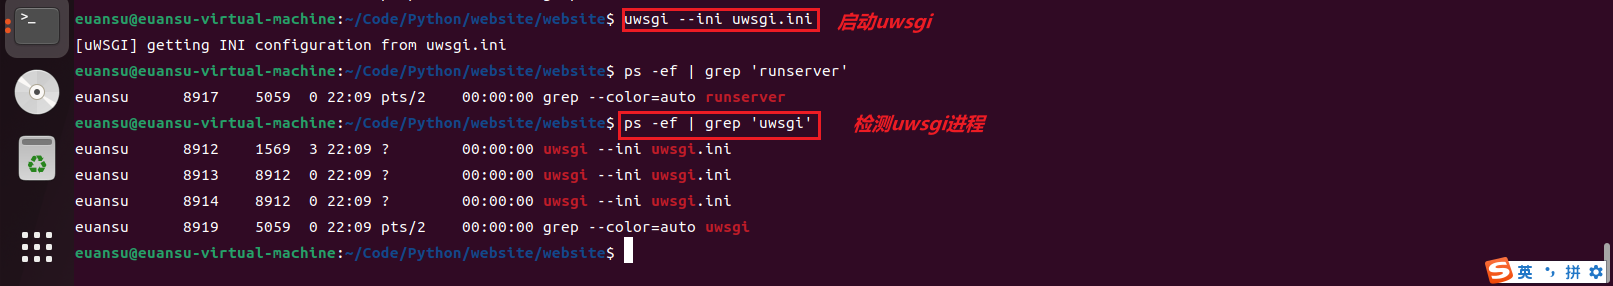 euansu@euansu-virtual-machine:~/Code/Python/website/website$ uwsgi --ini uwsgi.ini 启动uwsgi
[uWSGI] getting INI configuration from uwsgi.ini
euansu@euansu-virtual-machine:~/Code/Python/website/website$ ps -ef | grep 'runserver'
euansu 8917 5059 0 22:09 pts/2 00:00:00 grep --color=auto runserver
euansu@euansu-virtual-machine:~/Code/Python/website/website$ ps -ef | grep 'uwsgi' 检测uwsgi进程
euansu 8912 1569 3 22:09 ? 00:00:00 uwsgi --ini uwsgi.ini
euansu 8913 8912 0 22:09 ? 00:00:00 uwsgi --ini uwsgi.ini
euansu 8914 8912 0 22:09 ? 00:00:00 uwsgi --ini uwsgi.ini
euansu 8919 5059 0 22:09 pts/2 00:00:00 grep --color=auto uwsgi
euansu@euansu-virtual-machine:~/Code/Python/website/website$
英 拼